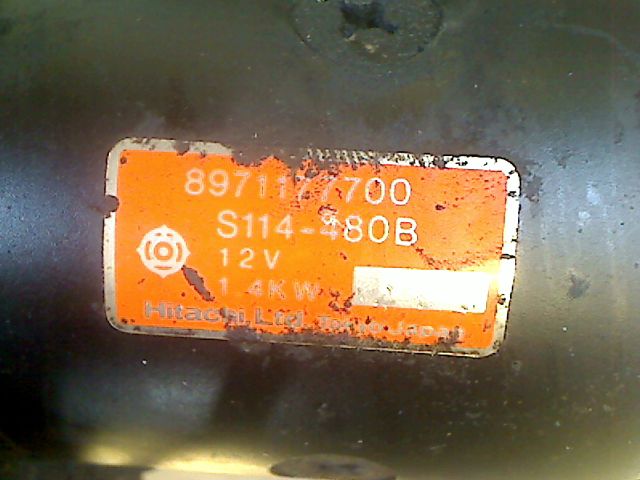 8971177700
S114-480B
12V
1.4KW
Hitachi, Ltd. Tokyo Japan